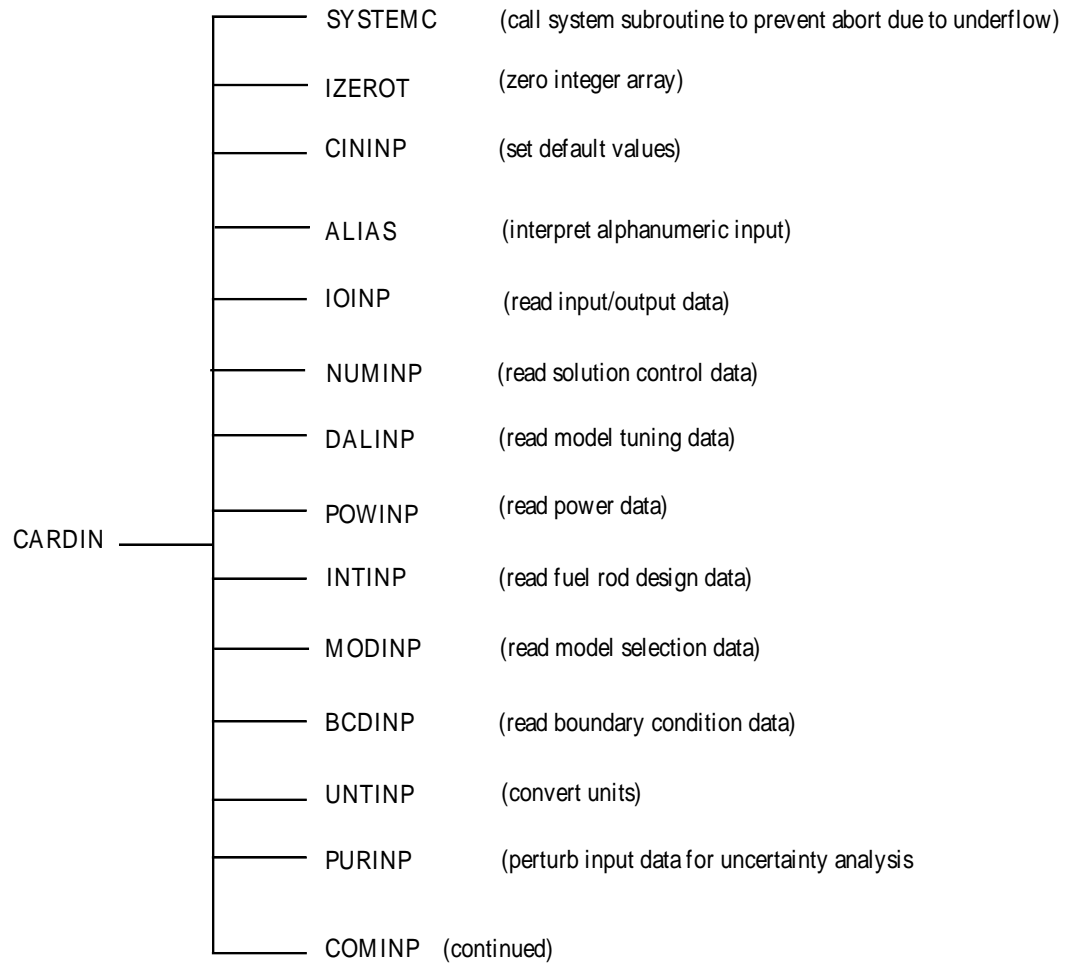 SYSTEMC (call system subroutine to prevent abort due to underflow)
IZEROT (zero integer array)
CININP (set default values)
ALIAS (interpret alphanumeric input)
IOINP (read input/output data)
NUMINP (read solution control data)
DALINP (read model tuning data)
POWINP (read power data)
CARDIN
INTINP (read fuel rod design data)
MODINP (read model selection data)
BCDINP (read boundary condition data)
UNTINP (convert units)
PURINP (perturb input data for uncertainty analysis
COMINP (continued)